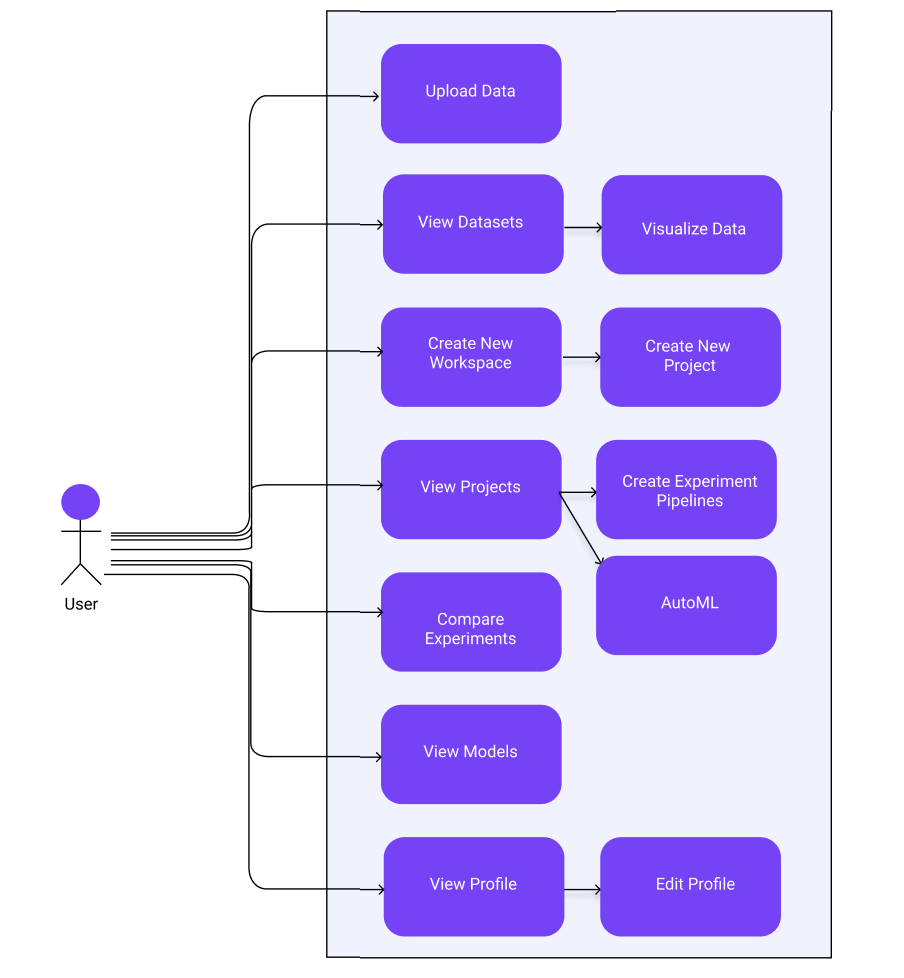 Upload Data
View Datasets
Visualize Data
Create New
Workspace
Create New
Project
View Projects
Create Experiment
Pipelines
AutoML
User
Compare
Experiments
View Models
View Profile
Edit Profile